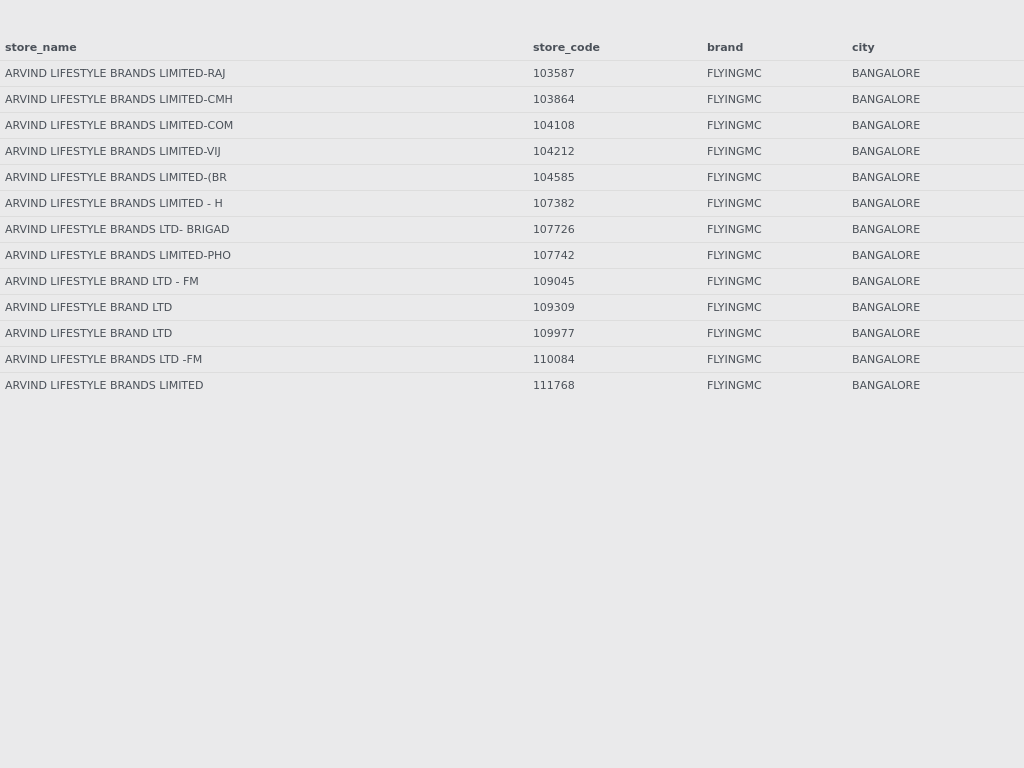 store_name store_code brand city
ARVIND LIFESTYLE BRANDS LIMITED-RAJ 103587 FLYINGMC BANGALORE
ARVIND LIFESTYLE BRANDS LIMITED-CMH 103864 FLYINGMC BANGALORE
ARVIND LIFESTYLE BRANDS LIMITED-COM 104108 FLYINGMC BANGALORE
ARVIND LIFESTYLE BRANDS LIMITED-VIJ 104212 FLYINGMC BANGALORE
ARVIND LIFESTYLE BRANDS LIMITED-(BR 104585 FLYINGMC BANGALORE
ARVIND LIFESTYLE BRANDS LIMITED - H 107382 FLYINGMC BANGALORE
ARVIND LIFESTYLE BRANDS LTD- BRIGAD 107726 FLYINGMC BANGALORE
ARVIND LIFESTYLE BRANDS LIMITED-PHO 107742 FLYINGMC BANGALORE
ARVIND LIFESTYLE BRAND LTD - FM 109045 FLYINGMC BANGALORE
ARVIND LIFESTYLE BRAND LTD 109309 FLYINGMC BANGALORE
ARVIND LIFESTYLE BRAND LTD 109977 FLYINGMC BANGALORE
ARVIND LIFESTYLE BRANDS LTD -FM 110084 FLYINGMC BANGALORE
ARVIND LIFESTYLE BRANDS LIMITED 111768 FLYINGMC BANGALORE